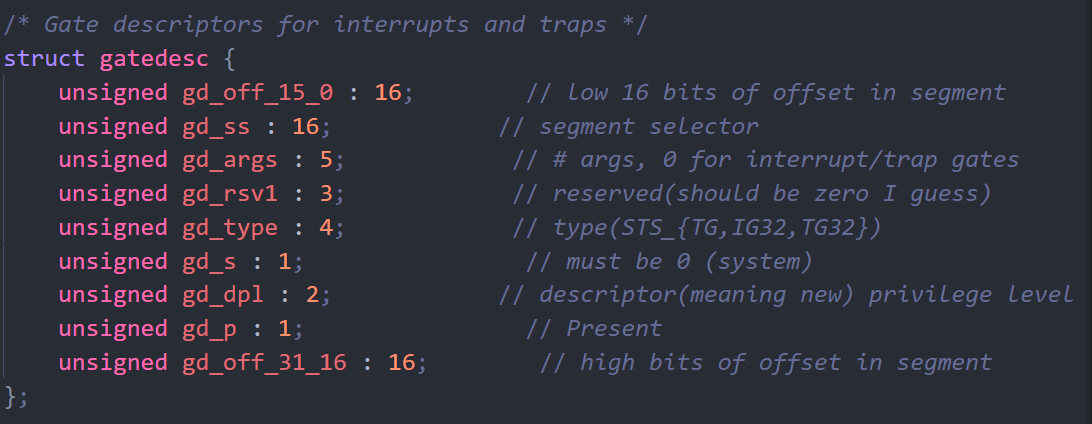 /* Gate descriptors for interrupts and traps */
struct gatedesc {
    unsigned gd_off_15_0 : 16;        // low 16 bits of offset in segment
    unsigned gd_ss : 16;            // segment selector
    unsigned gd_args : 5;            // # args, 0 for interrupt/trap gates
    unsigned gd_rsv1 : 3;            // reserved(should be zero I guess)
    unsigned gd_type : 4;            // type(STS_{TG,IG32,TG32})
    unsigned gd_s : 1;                // must be 0 (system)
    unsigned gd_dpl : 2;            // descriptor(meaning new) privilege level
    unsigned gd_p : 1;                // Present
    unsigned gd_off_31_16 : 16;        // high bits of offset in segment
};